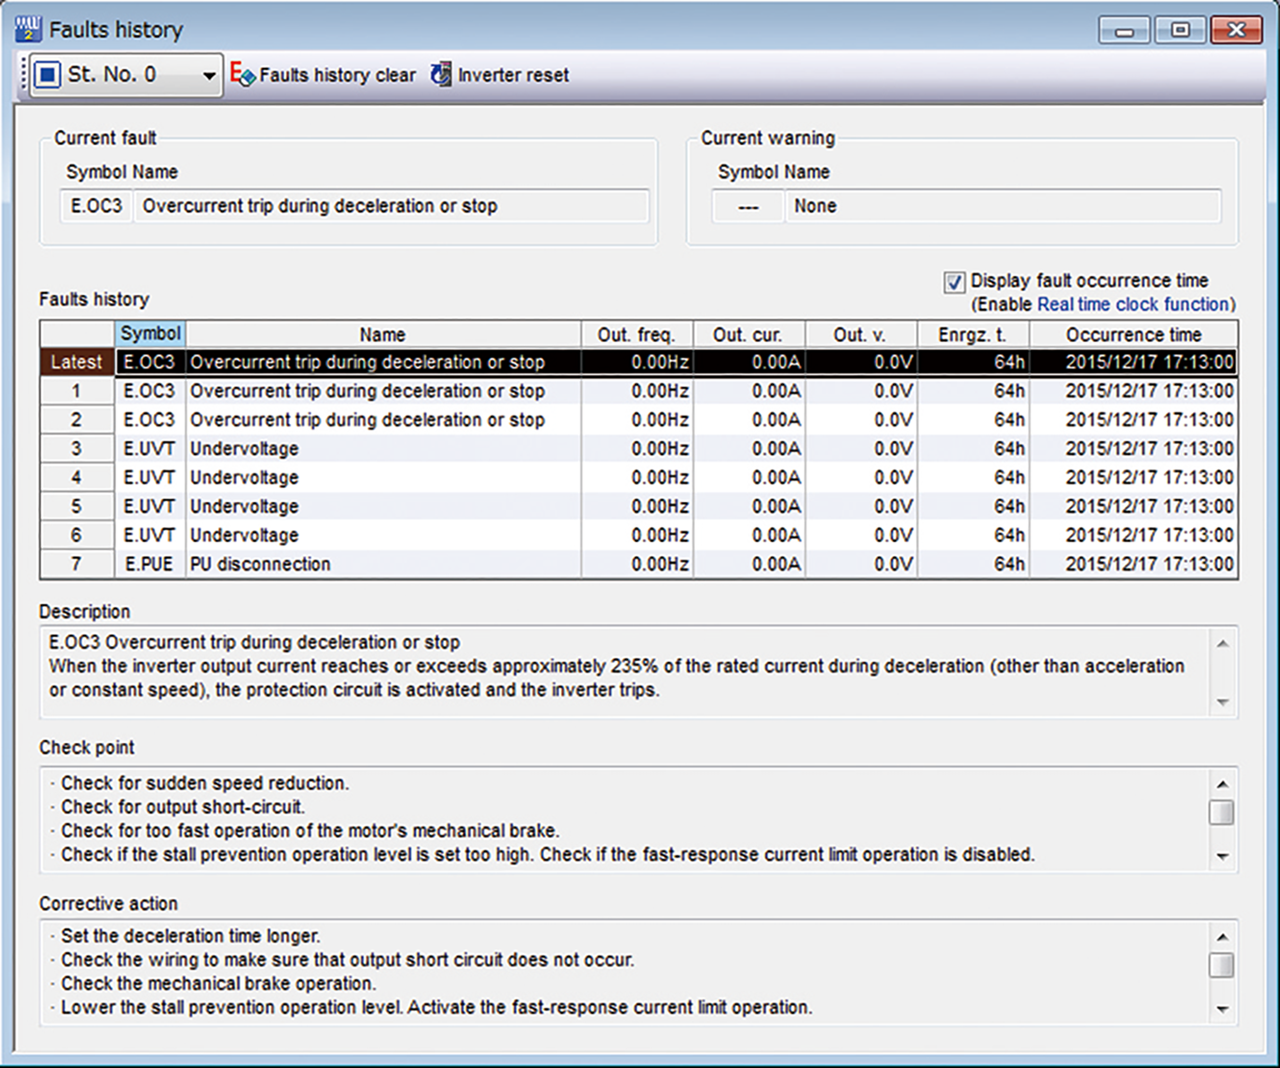 Faults history
St. No. 0 Faults history clear Inverter reset
Current fault
Symbol Name
E.OC3 Overcurrent trip during deceleration or stop
Current warning
Symbol Name
--- None
Display fault occurrence time
(Enable Real time clock function)
Faults history
Symbol Name Out. freq. Out. cur. Out. v. Enrgz. t. Occurrence time
Latest E.OC3 Overcurrent trip during deceleration or stop 0.00Hz 0.00A 0.0V 64h 2015/12/17 17:13:00
1 E.OC3 Overcurrent trip during deceleration or stop 0.00Hz 0.00A 0.0V 64h 2015/12/17 17:13:00
2 E.OC3 Overcurrent trip during deceleration or stop 0.00Hz 0.00A 0.0V 64h 2015/12/17 17:13:00
3 E.UVT Undervoltage 0.00Hz 0.00A 0.0V 64h 2015/12/17 17:13:00
4 E.UVT Undervoltage 0.00Hz 0.00A 0.0V 64h 2015/12/17 17:13:00
5 E.UVT Undervoltage 0.00Hz 0.00A 0.0V 64h 2015/12/17 17:13:00
6 E.UVT Undervoltage 0.00Hz 0.00A 0.0V 64h 2015/12/17 17:13:00
7 E.PUE PU disconnection 0.00Hz 0.00A 0.0V 64h 2015/12/17 17:13:00
Description
E.OC3 Overcurrent trip during deceleration or stop
When the inverter output current reaches or exceeds approximately 235% of the rated current during deceleration (other than acceleration
or constant speed), the protection circuit is activated and the inverter trips.
Check point
· Check for sudden speed reduction.
· Check for output short-circuit.
· Check for too fast operation of the motor's mechanical brake.
· Check if the stall prevention operation level is set too high. Check if the fast-response current limit operation is disabled.
Corrective action
· Set the deceleration time longer.
· Check the wiring to make sure that output short circuit does not occur.
· Check the mechanical brake operation.
· Lower the stall prevention operation level. Activate the fast-response current limit operation.